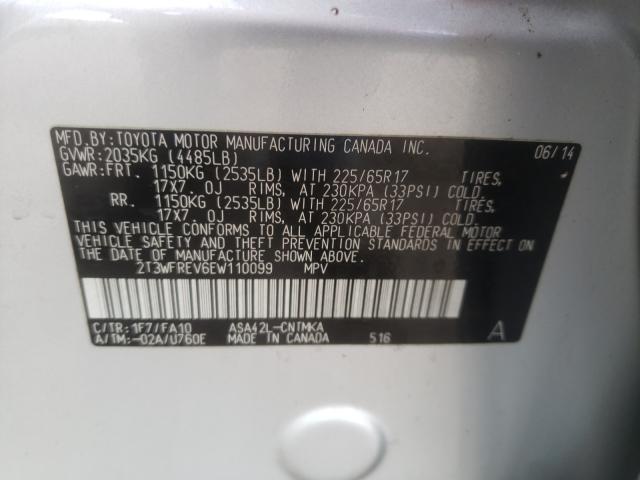 MFD.BY:TOYOTA MOTOR MANUFACTURING CANADA INC. 06/14
GVWR:2035KG (4485LB)
GAWR:FRT. 1150KG (2535LB) WITH 225/65R17 TIRES,
17X7. OJ RIMS, AT 230KPA (33PSI) COLD.
RR. 1150KG (2535LB) WITH 225/65R17 TIRES,
17X7. OJ RIMS, AT 230KPA (33PSI) COLD.
THIS VEHICLE CONFORMS TO ALL APPLICABLE FEDERAL MOTOR
VEHICLE SAFETY AND THEFT PREVENTION STANDARDS IN EFFECT ON
THE DATE OF MANUFACTURE SHOWN ABOVE.
2T3WFREV6EW110099 MPV
C/TR: 1F7/FA10 ASA42L-CNTMKA
A/TM:-02A/U760E MADE IN CANADA 516 A